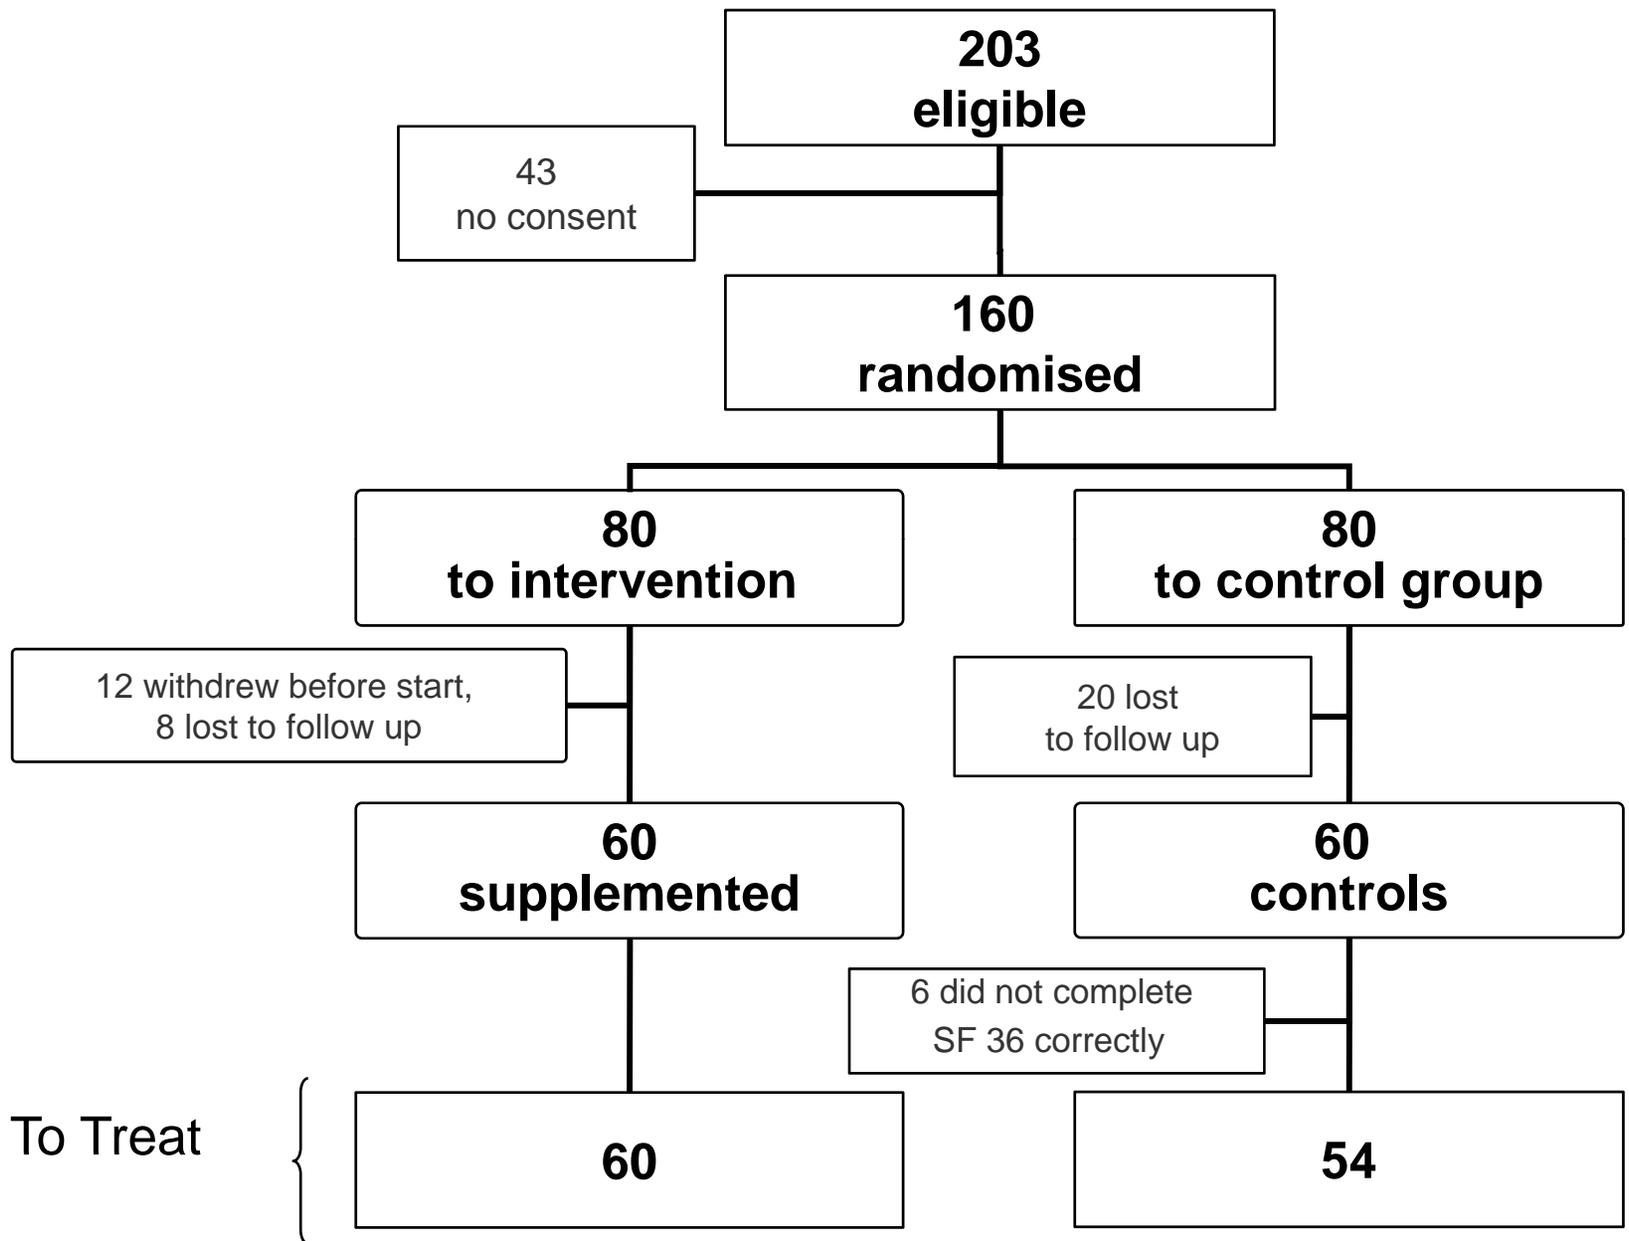 203
eligible
43
no consent
160
randomised
80
to intervention
80
to control group
12 withdrew before start,
8 lost to follow up
20 lost
to follow up
60
supplemented
60
controls
6 did not complete
SF 36 correctly
To Treat
60
54